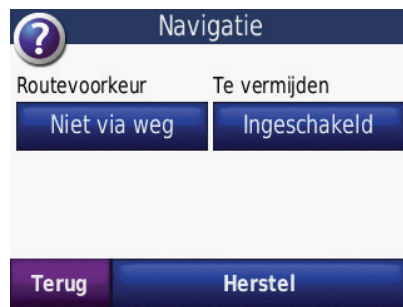 ?
Navigatie
Routevoorkeur Te vermijden
Niet via weg Ingeschakeld
Terug Herstel